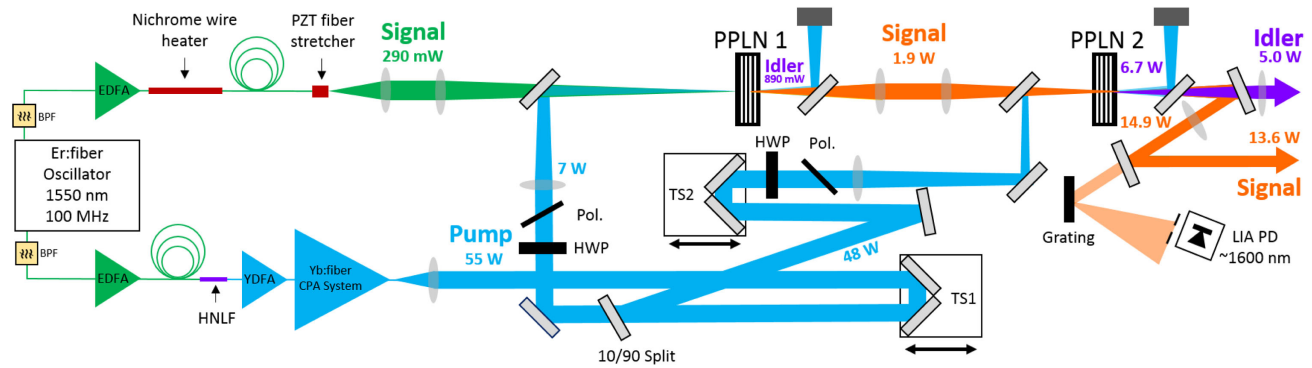 Nichrome wire
heater
PZT fiber
stretcher
Signal
290 mW
EDFA
BPF
Er:fiber
Oscillator
1550 nm
100 MHz
BPF
EDFA
HNLF
YDFA
Yb:fiber
CPA System
Pump
55 W
7 W
Pol.
HWP
10/90 Split
48 W
TS1
TS2
HWP
Pol.
PPLN 1
Idler
890 mW
Signal
1.9 W
PPLN 2
6.7 W
Idler
5.0 W
14.9 W
13.6 W
Signal
Grating
LIA PD
~1600 nm